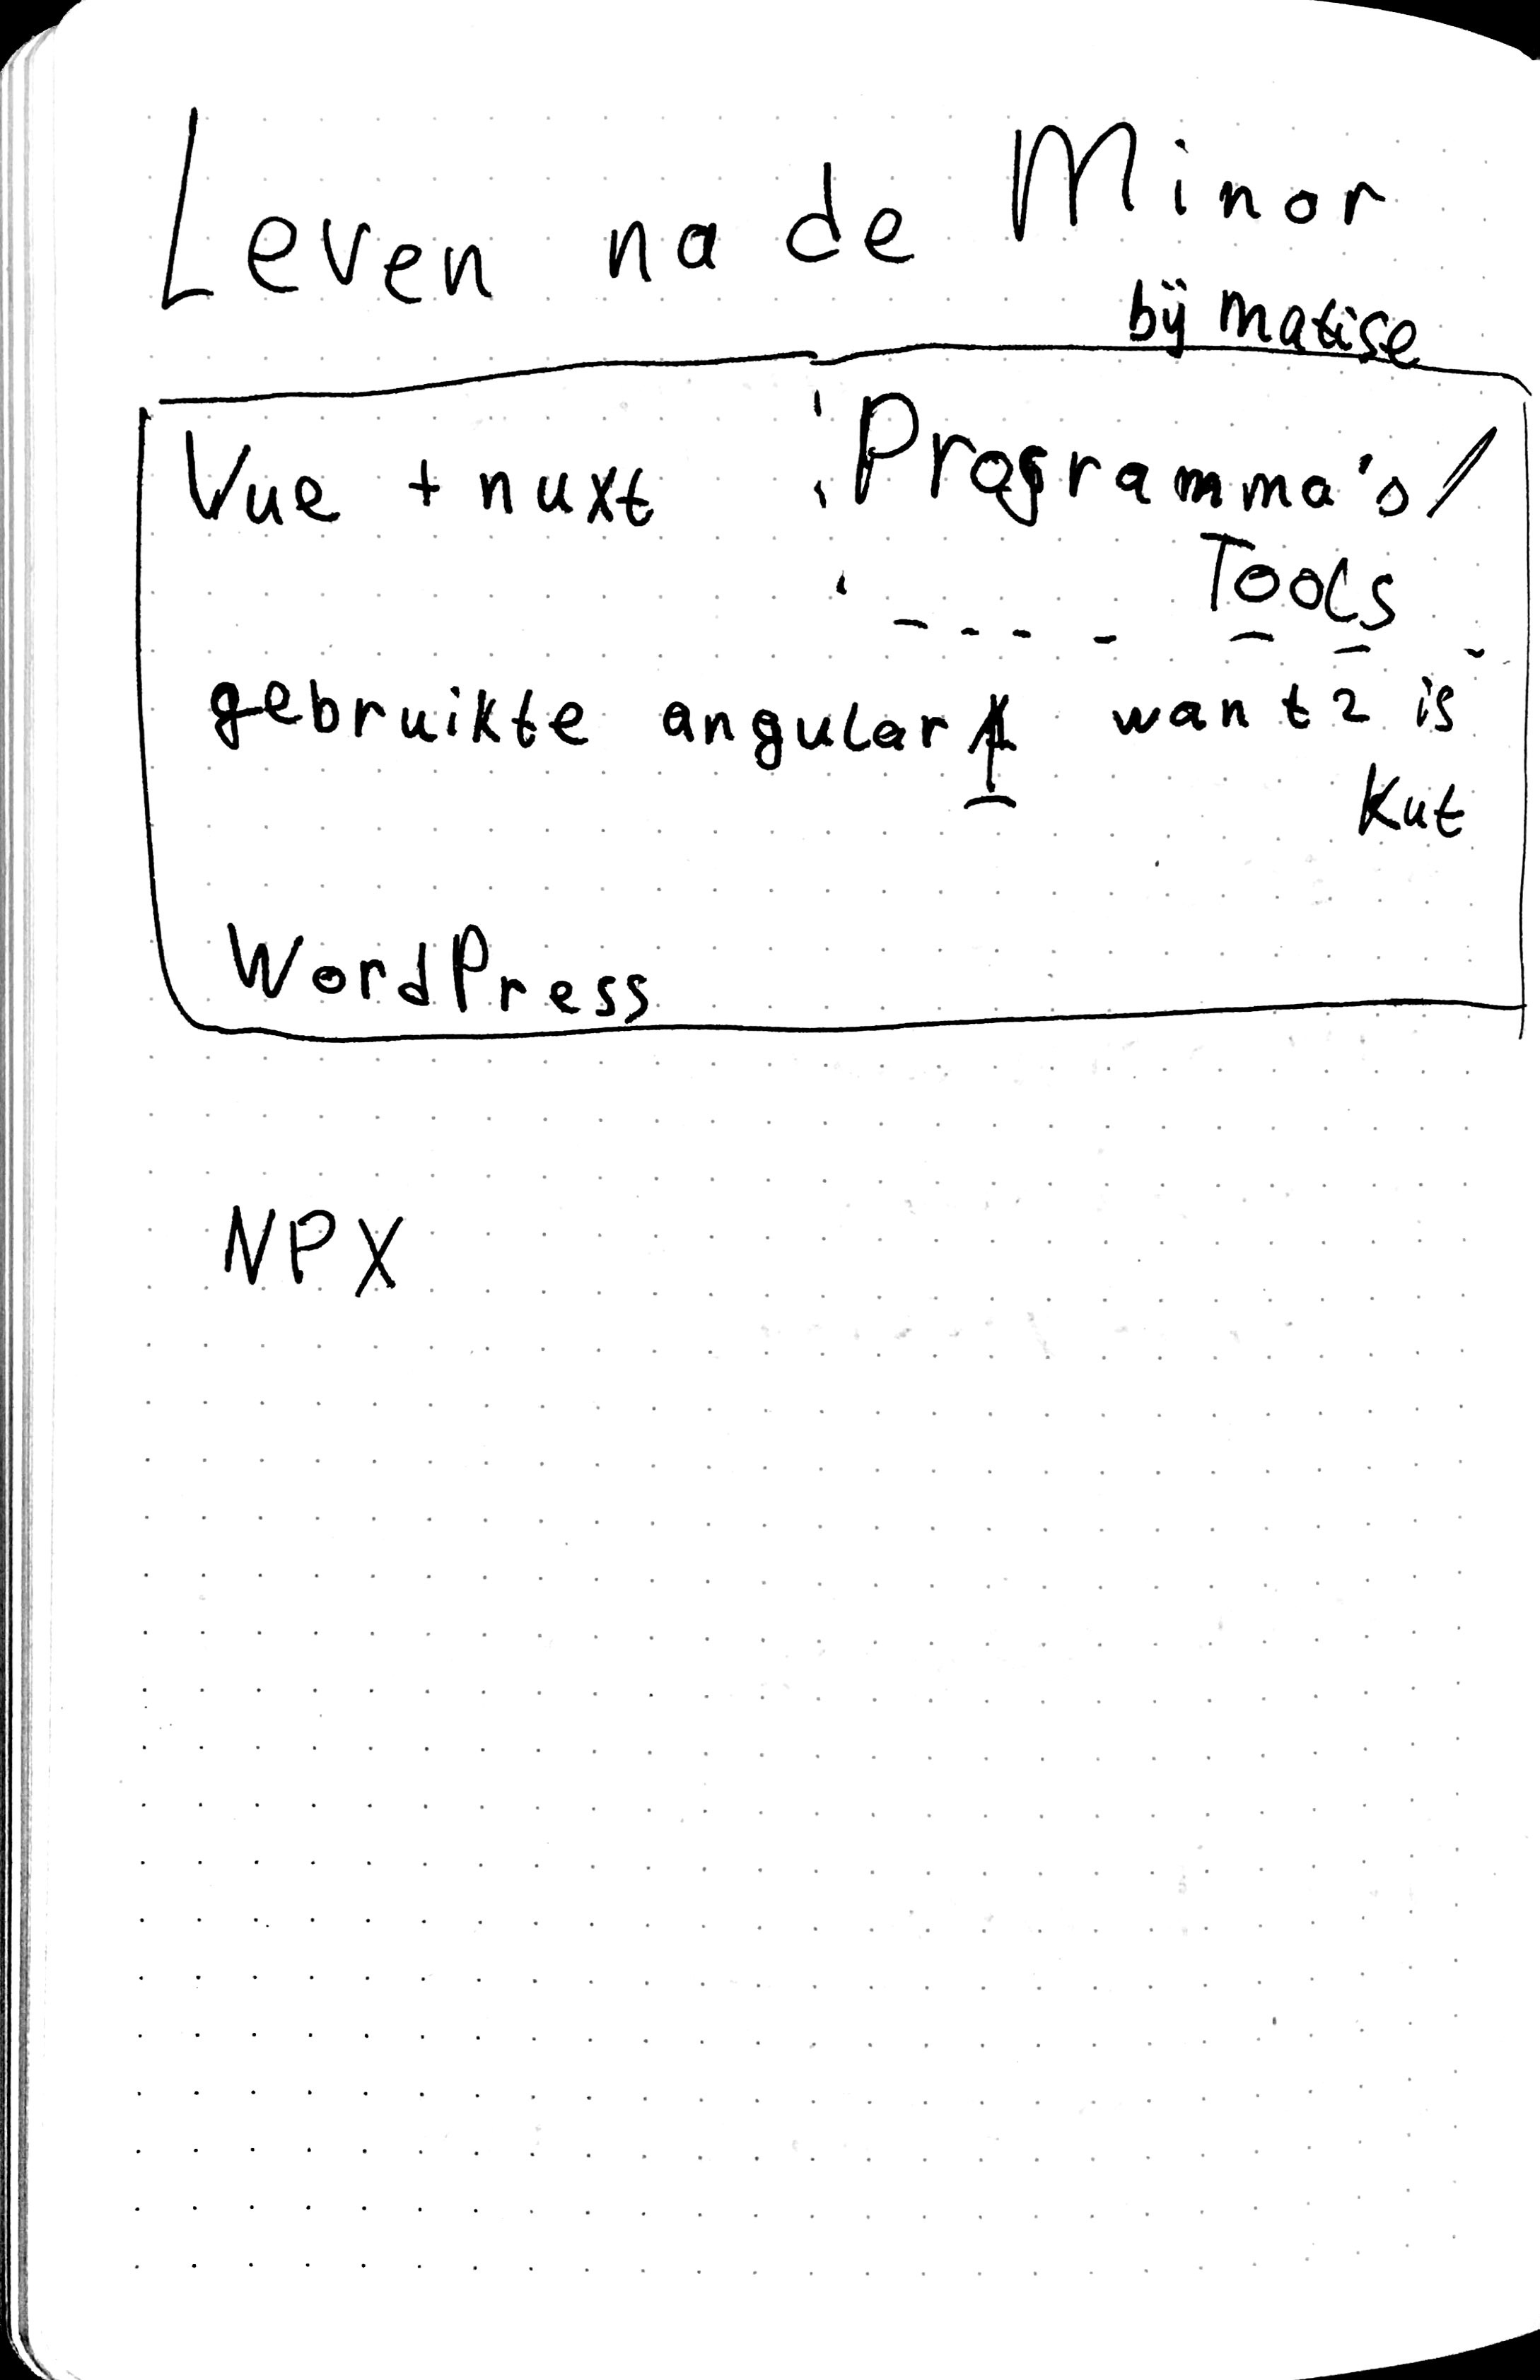 Leven na de Minor
bij matise
Vue + nuxt Programma's/
Tools
gebruikte angular 1 want 2 is
Kut
WordPress
NPX